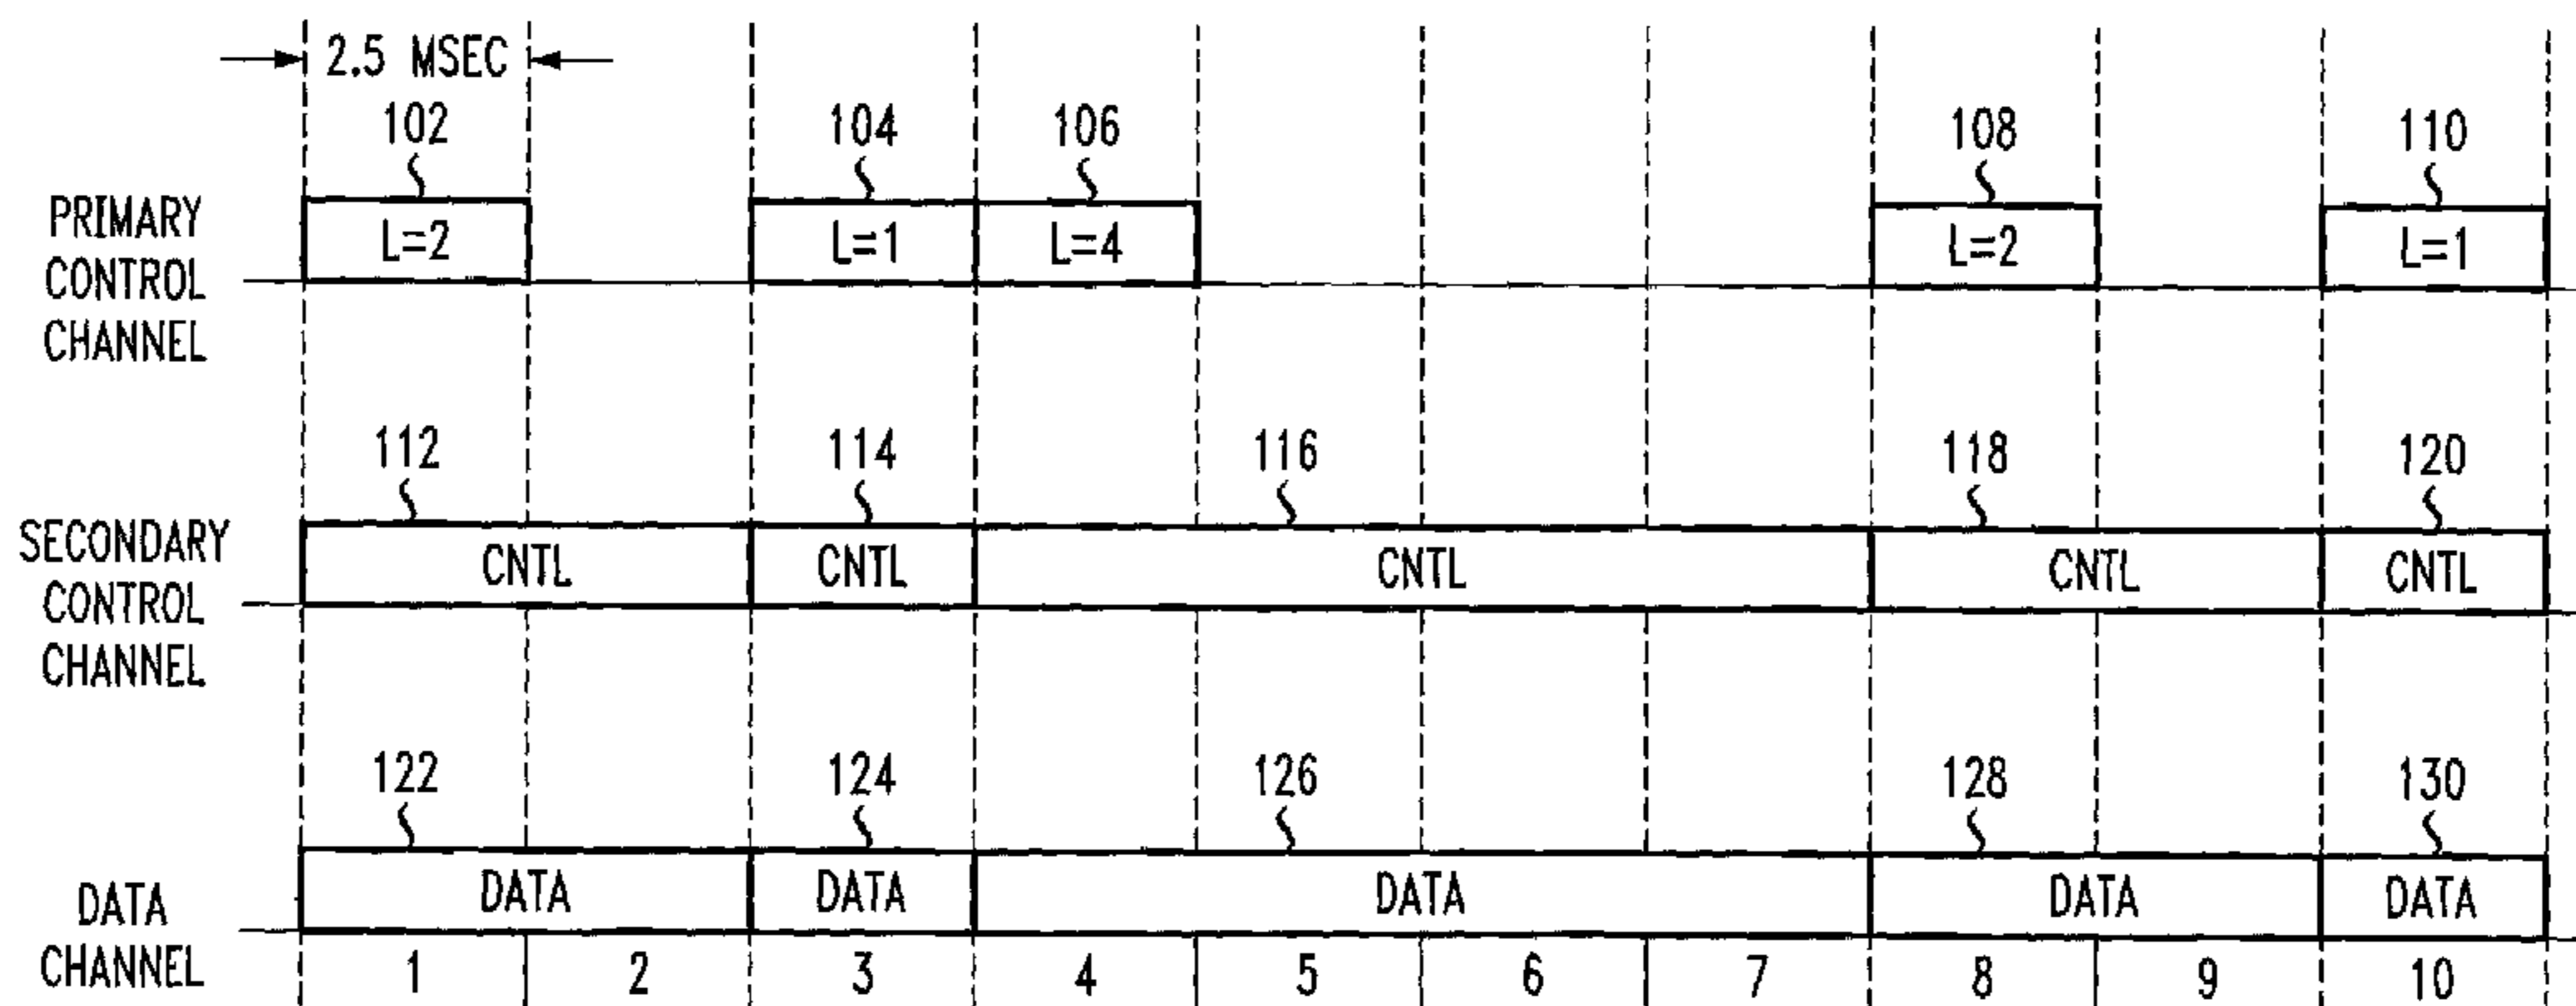 2.5 MSEC
102 104 106 108 110
PRIMARY
CONTROL
CHANNEL
L=2 L=1 L=4 L=2 L=1
112 114 116 118 120
SECONDARY
CONTROL
CHANNEL
CNTL CNTL CNTL CNTL CNTL
122 124 126 128 130
DATA
CHANNEL
DATA DATA DATA DATA DATA
1 2 3 4 5 6 7 8 9 10